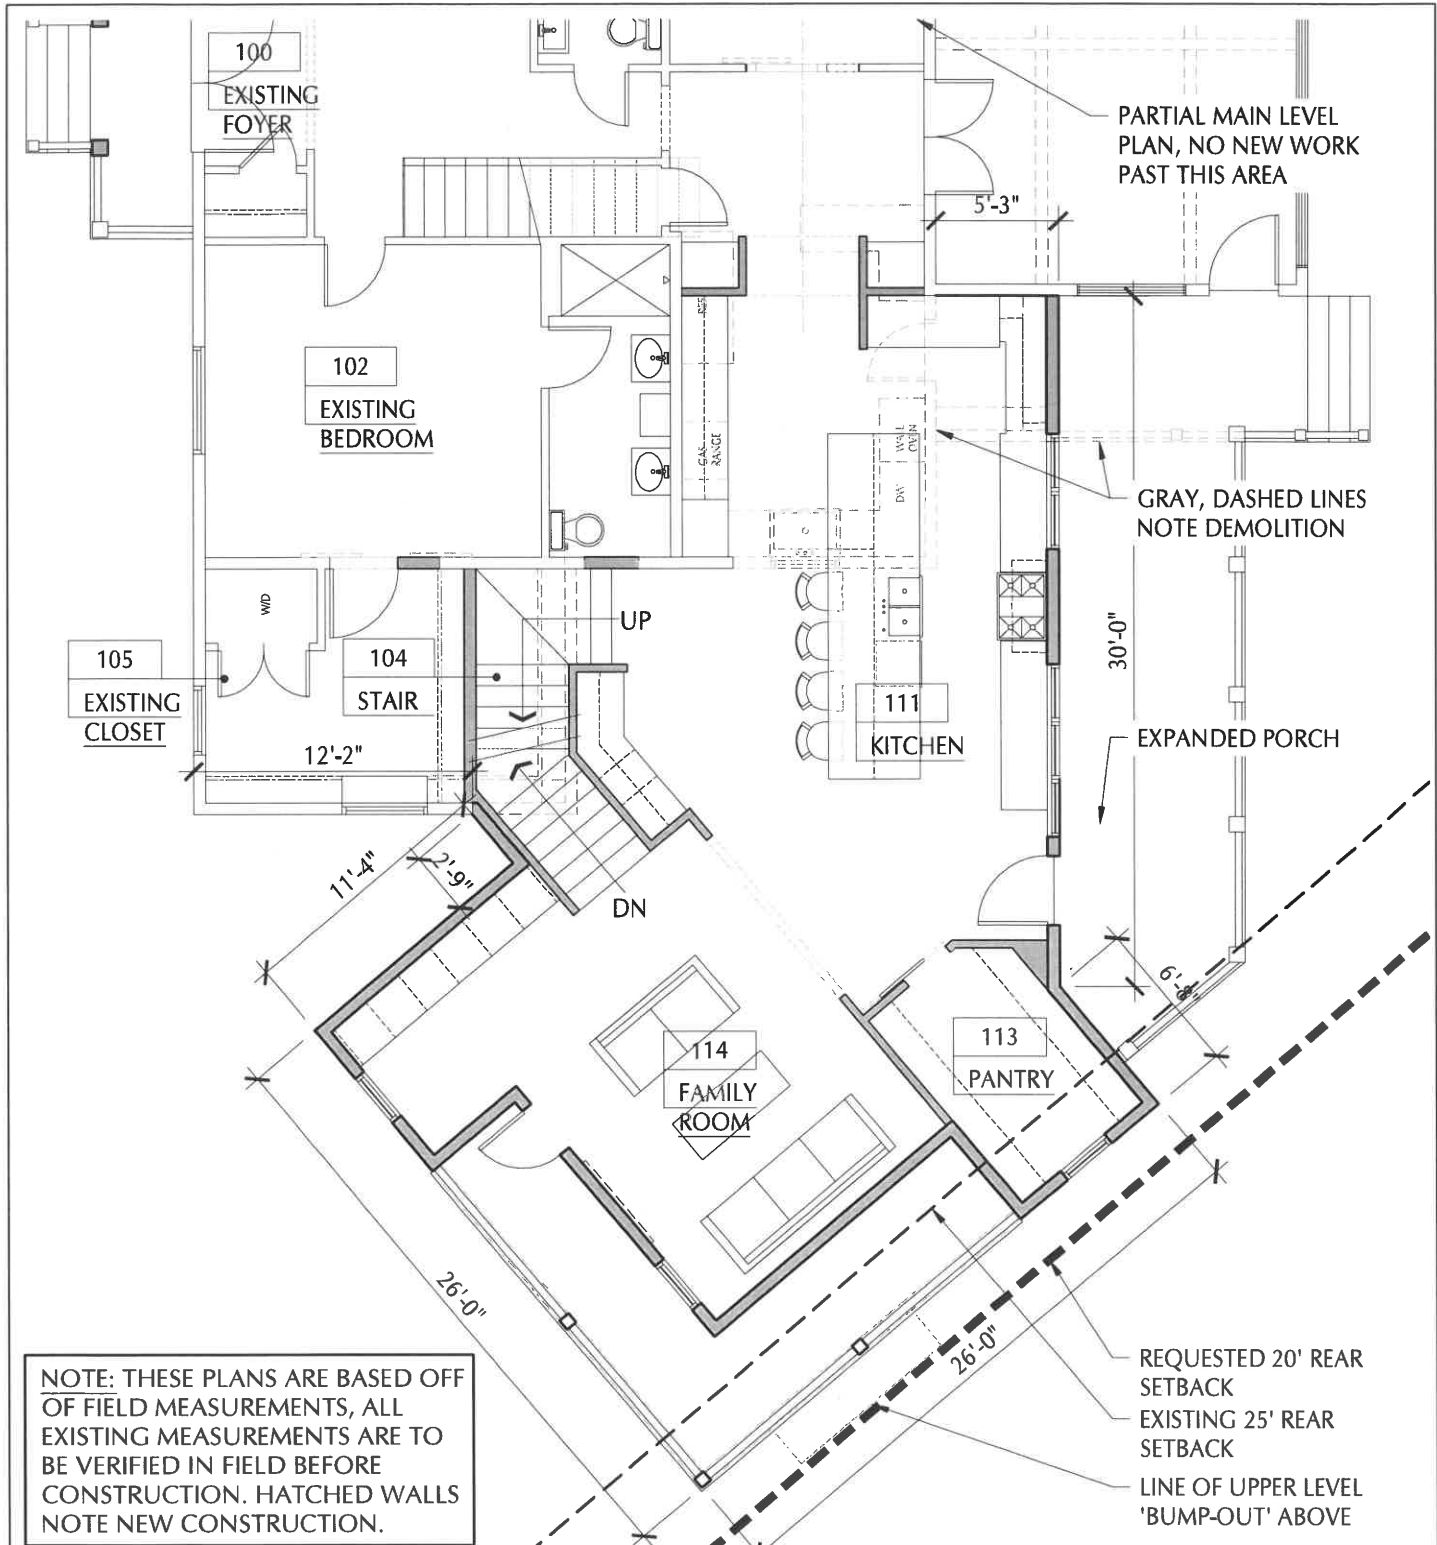 100
EXISTING
FOYER
PARTIAL MAIN LEVEL
PLAN, NO NEW WORK
PAST THIS AREA
5'-3"
102
EXISTING
BEDROOM
GAS
RANGE
WALL
OVEN
DW
GRAY, DASHED LINES
NOTE DEMOLITION
W/D
UP
30'-0"
105
EXISTING
CLOSET
104
STAIR
111
KITCHEN
EXPANDED PORCH
12'-2"
11'-4"
2'-9"
DN
6'-8"
113
PANTRY
114
FAMILY
ROOM
26'-0"
26'-0"
REQUESTED 20' REAR
SETBACK
EXISTING 25' REAR
SETBACK
LINE OF UPPER LEVEL
'BUMP-OUT' ABOVE
NOTE: THESE PLANS ARE BASED OFF
OF FIELD MEASUREMENTS, ALL
EXISTING MEASUREMENTS ARE TO
BE VERIFIED IN FIELD BEFORE
CONSTRUCTION. HATCHED WALLS
NOTE NEW CONSTRUCTION.